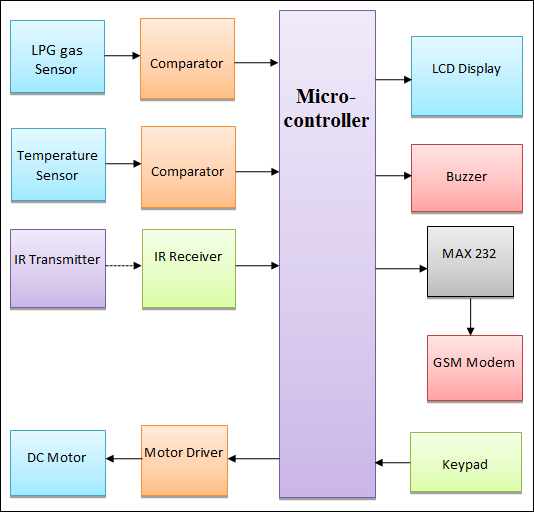 LPG gas
Sensor
Comparator
Micro-
controller
LCD Display
Temperature
Sensor
Comparator
Buzzer
IR Transmitter
IR Receiver
MAX 232
GSM Modem
DC Motor
Motor Driver
Keypad